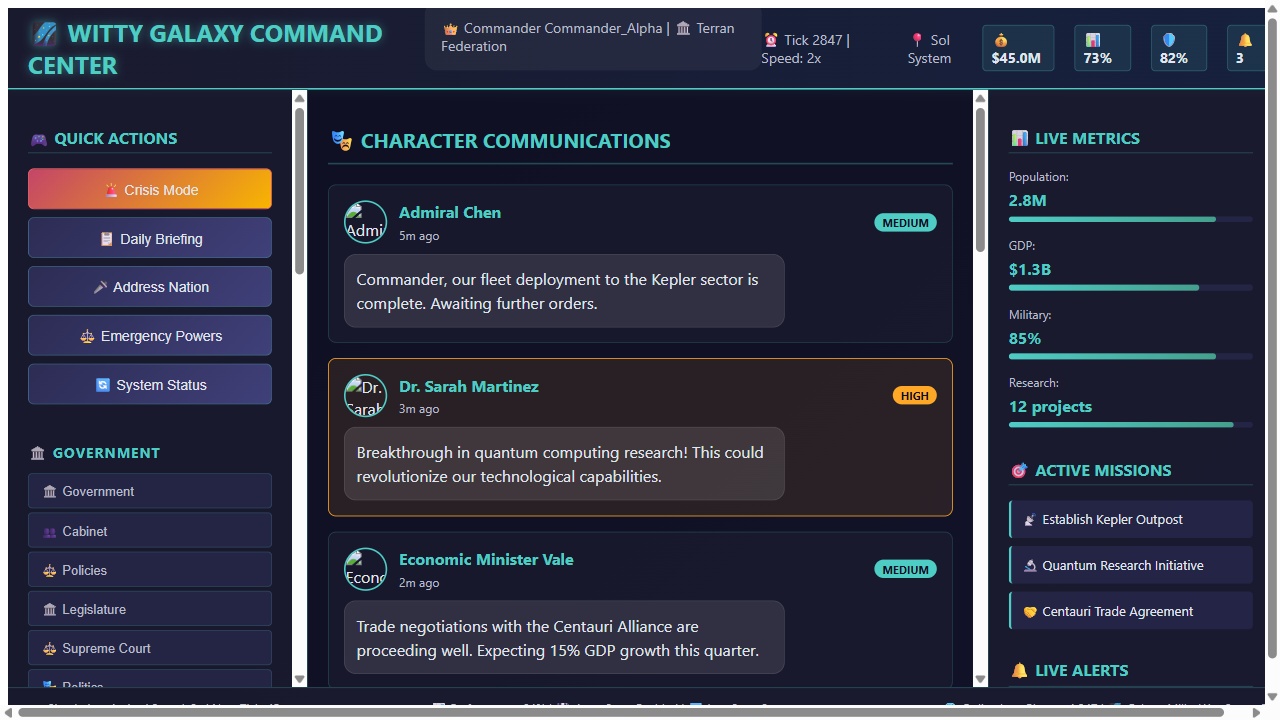 🌌 WITTY GALAXY COMMAND
CENTER
👑 Commander Commander_Alpha | 🏛️ Terran
Federation
⏰ Tick 2847 |
Speed: 2x
📍 Sol
System
💰
$45.0M
📊
73%
🛡️
82%
🔔
3
🎮 QUICK ACTIONS
🚨 Crisis Mode
📋 Daily Briefing
🎤 Address Nation
⚖️ Emergency Powers
🔄 System Status
🏛️ GOVERNMENT
🏛️ Government
👥 Cabinet
⚖️ Policies
🏛️ Legislature
⚖️ Supreme Court
🎭 Politics
🎭 CHARACTER COMMUNICATIONS
Admi
Admiral Chen
5m ago
MEDIUM
Commander, our fleet deployment to the Kepler sector is
complete. Awaiting further orders.
Dr.
Sarah
Dr. Sarah Martinez
3m ago
HIGH
Breakthrough in quantum computing research! This could
revolutionize our technological capabilities.
Econo
Economic Minister Vale
2m ago
MEDIUM
Trade negotiations with the Centauri Alliance are
proceeding well. Expecting 15% GDP growth this quarter.
📊 LIVE METRICS
Population:
2.8M
GDP:
$1.3B
Military:
85%
Research:
12 projects
🎯 ACTIVE MISSIONS
📡 Establish Kepler Outpost
🔬 Quantum Research Initiative
🤝 Centauri Trade Agreement
🔔 LIVE ALERTS